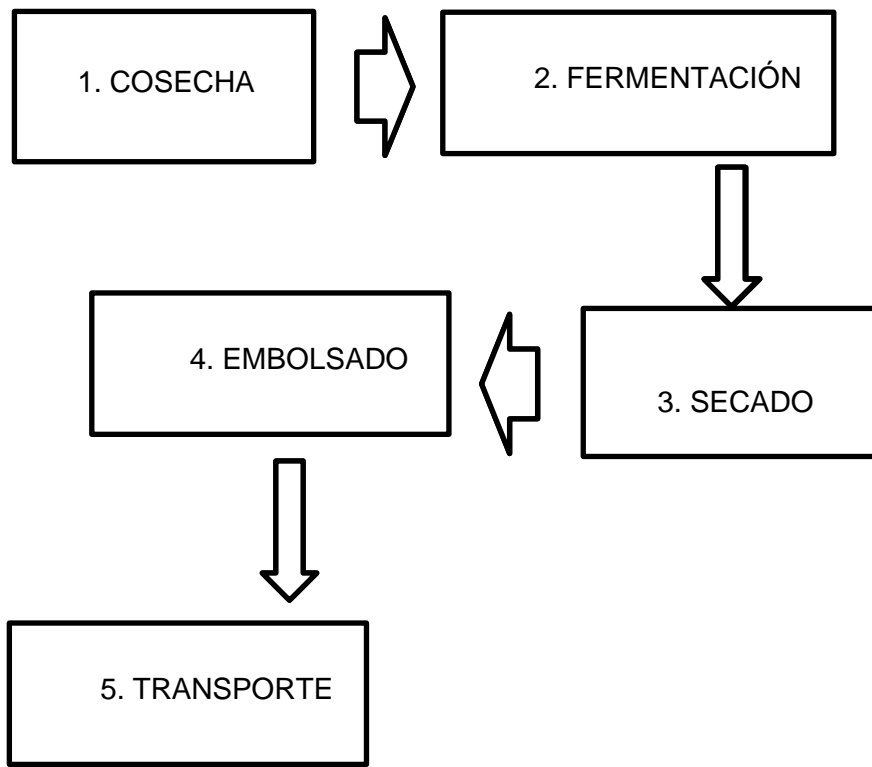 1. COSECHA
2. FERMENTACIÓN
3. SECADO
4. EMBOLSADO
5. TRANSPORTE